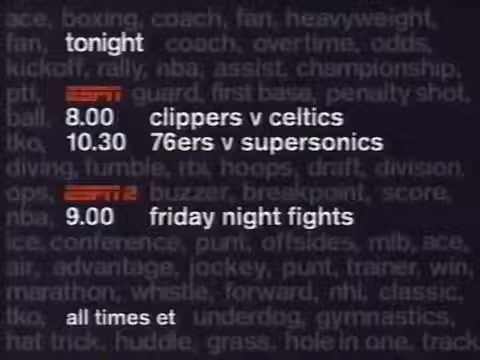 ace, boxing, coach, fan, heavyweight,
fan, tonight coach, overtime, odds,
kickoff, rally, nba, assist, championship,
ptl, ESPN guard, first base, penalty shot,
ball, 8.00 clippers v celtics
tko, 10.30 76ers v supersonics
diving, fumble, rbi, hoops, draft, division,
ops, ESPN2 buzzer, breakpoint, score,
nba, 9.00 friday night fights
ice, conference, punt, offsides, mlb, ace,
air, advantage, jockey, punt, trainer, win,
marathon, whistle, forward, nhl, classic,
tko, all times et underdog, gymnastics,
hat trick, huddle, grass, hole in one, track